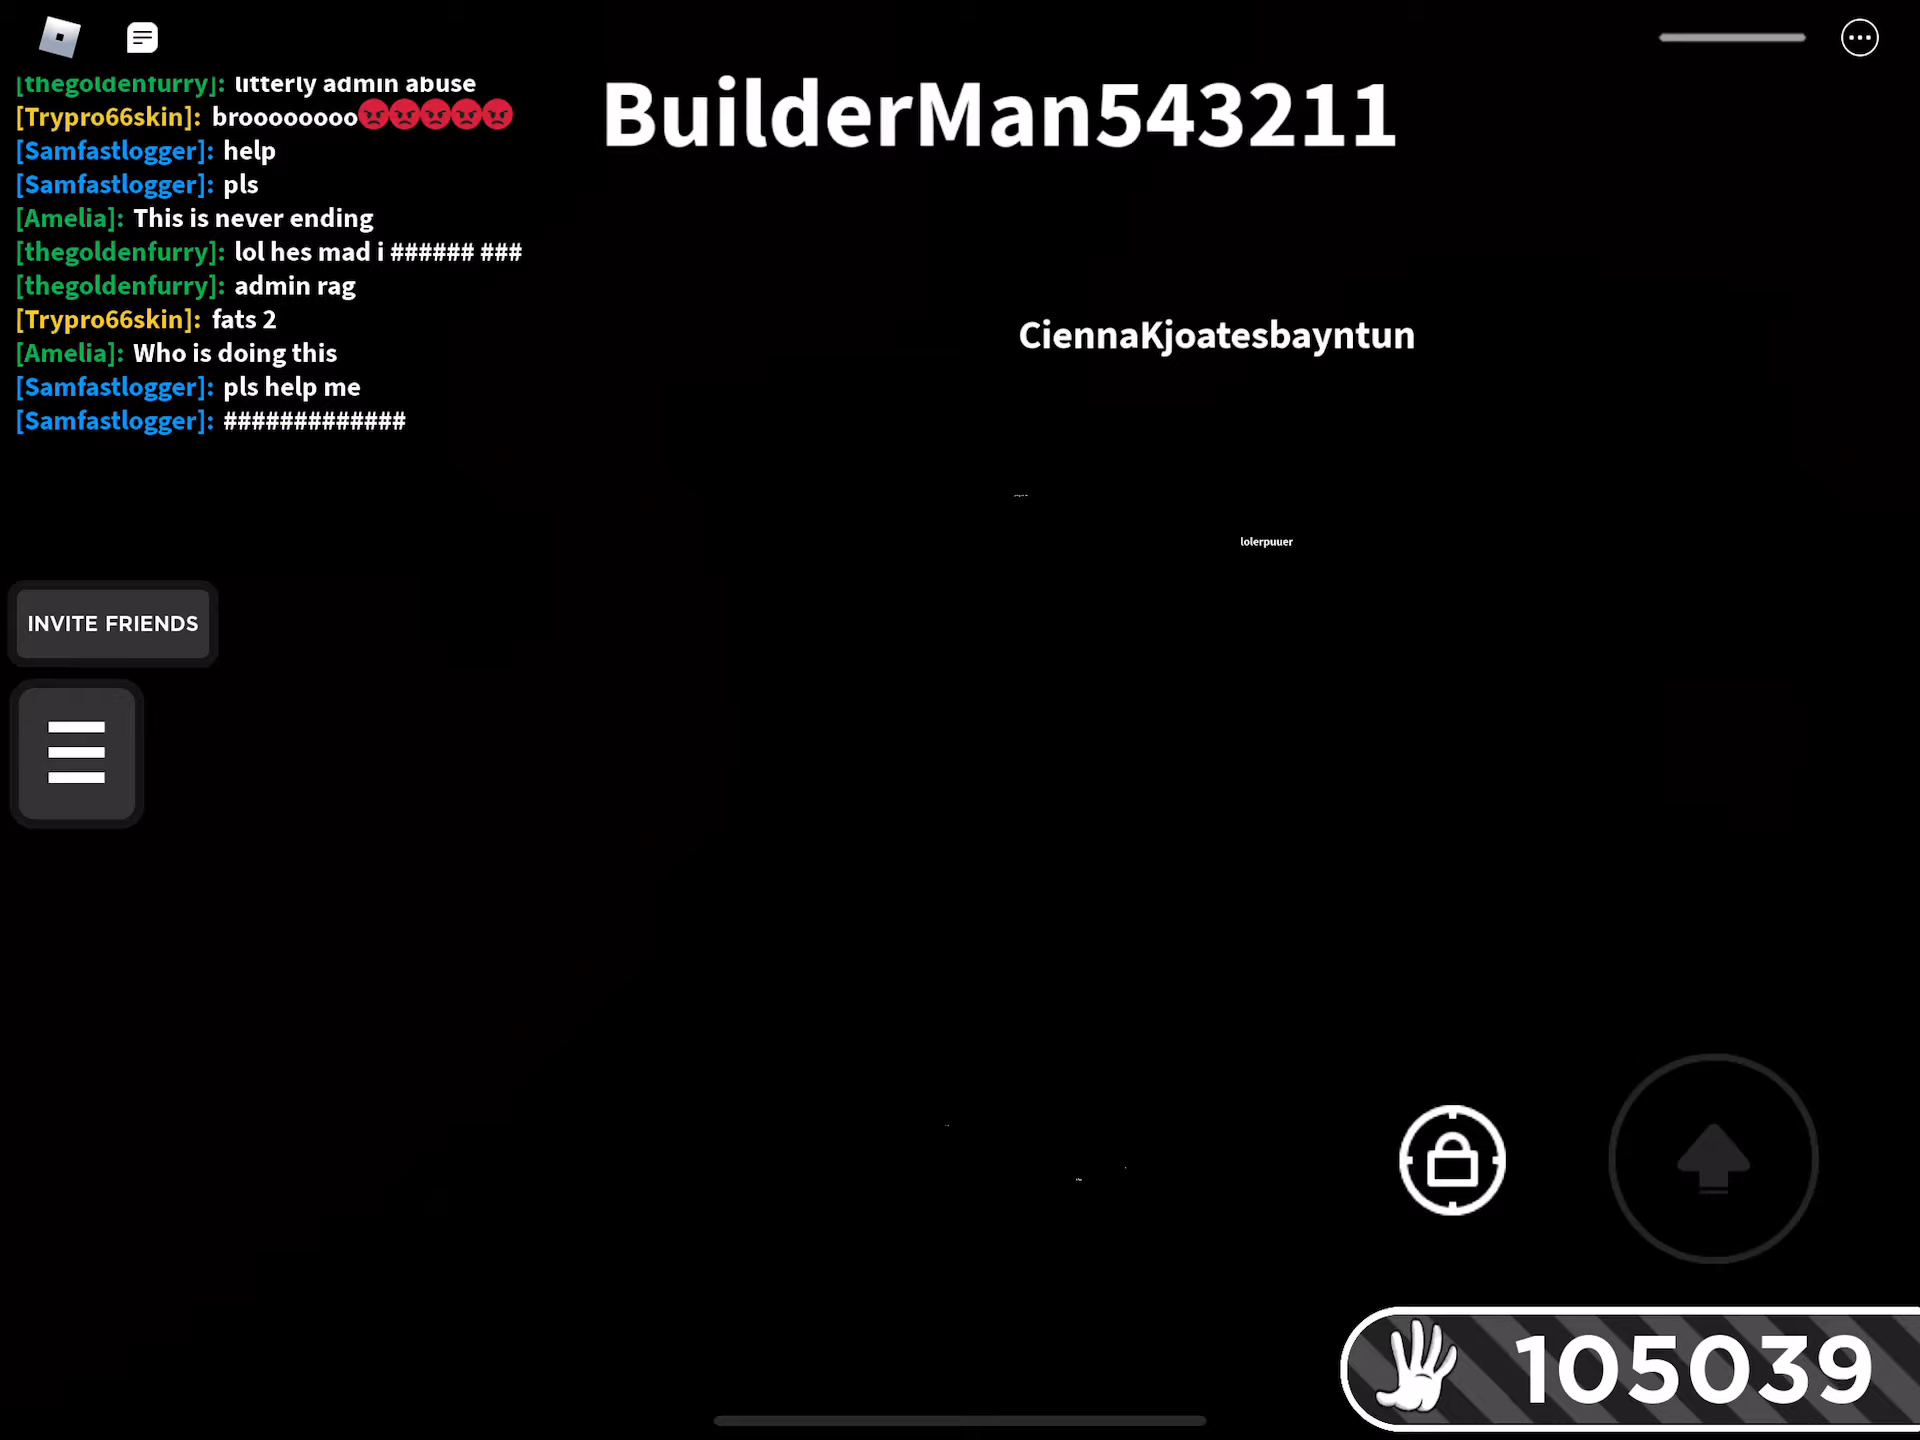 [thegoldenfurry]: litterly admin abuse
[Trypro66skin]: broooooooo😡😡😡😡😡
[Samfastlogger]: help
[Samfastlogger]: pls
[Amelia]: This is never ending
[thegoldenfurry]: lol hes mad i ###### ###
[thegoldenfurry]: admin rag
[Trypro66skin]: fats 2
[Amelia]: Who is doing this
[Samfastlogger]: pls help me
[Samfastlogger]: #############
BuilderMan543211
CiennaKjoatesbayntun
lolerpuuer
INVITE FRIENDS
105039